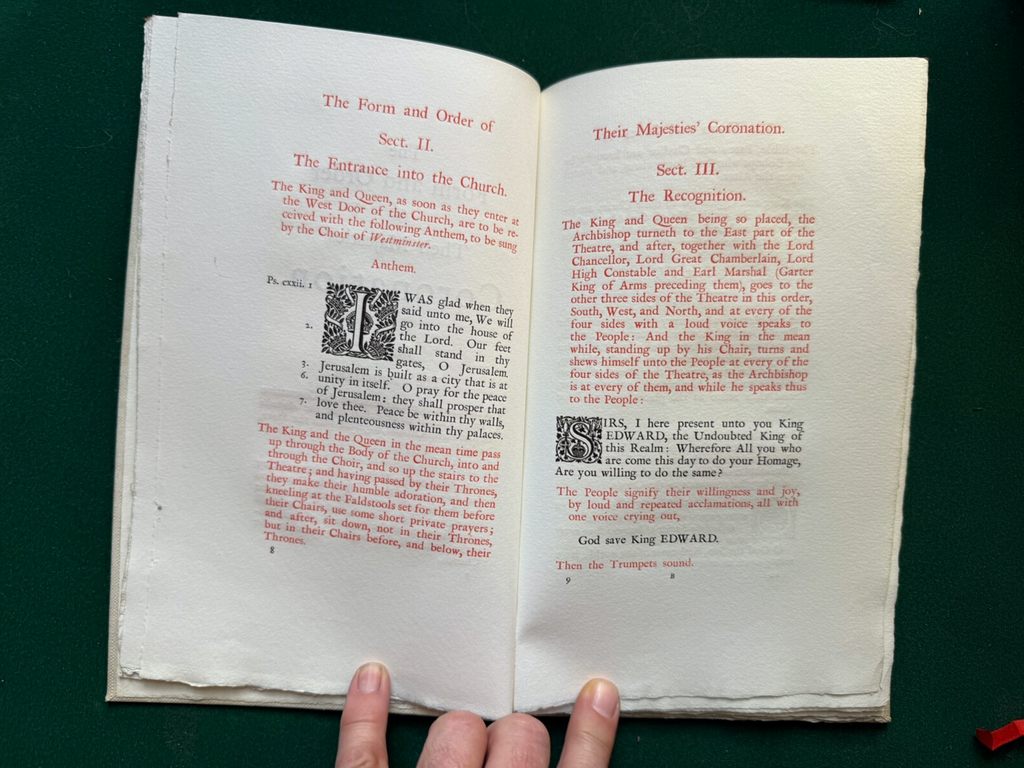 The Form and Order of
Sect. II.
The Entrance into the Church.
The King and Queen, as soon as they enter at
the West Door of the Church, are to be re-
ceived with the following Anthem, to be sung
by the Choir of Westminster.
Anthem.
Ps. cxxii. 1 I WAS glad when they
said unto me, We will
2. go into the house of
the Lord. Our feet
shall stand in thy
gates, O Jerusalem.
3. Jerusalem is built as a city that is at
6. unity in itself. O pray for the peace
of Jerusalem: they shall prosper that
7. love thee. Peace be within thy walls,
and plenteousness within thy palaces.
The King and the Queen in the mean time pass
up through the Body of the Church, into and
through the Choir, and so up the stairs to the
Theatre; and having passed by their Thrones,
they make their humble adoration, and then
kneeling at the Faldstools set for them before
their Chairs, use some short private prayers;
and after, sit down, not in their Thrones,
but in their Chairs before, and below, their
Thrones.
8
Their Majesties' Coronation.
Sect. III.
The Recognition.
The King and Queen being so placed, the
Archbishop turneth to the East part of the
Theatre, and after, together with the Lord
Chancellor, Lord Great Chamberlain, Lord
High Constable and Earl Marshal (Garter
King of Arms preceding them), goes to the
other three sides of the Theatre in this order,
South, West, and North, and at every of the
four sides with a loud voice speaks to
the People: And the King in the mean
while, standing up by his Chair, turns and
shews himself unto the People at every of the
four sides of the Theatre, as the Archbishop
is at every of them, and while he speaks thus
to the People:
SIRS, I here present unto you King
EDWARD, the Undoubted King of
this Realm: Wherefore All you who
are come this day to do your Homage,
Are you willing to do the same?
The People signify their willingness and joy,
by loud and repeated acclamations, all with
one voice crying out,
God save King EDWARD.
Then the Trumpets sound.
9 B